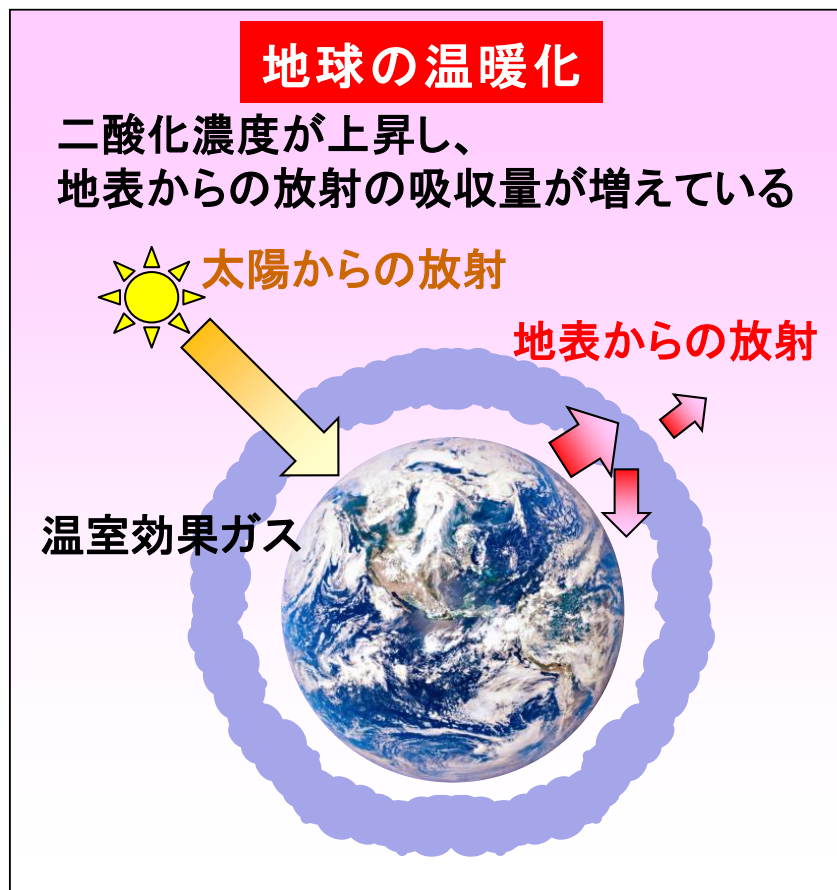 地球の温暖化
二酸化濃度が上昇し、
地表からの放射の吸収量が増えている
太陽からの放射
地表からの放射
温室効果ガス